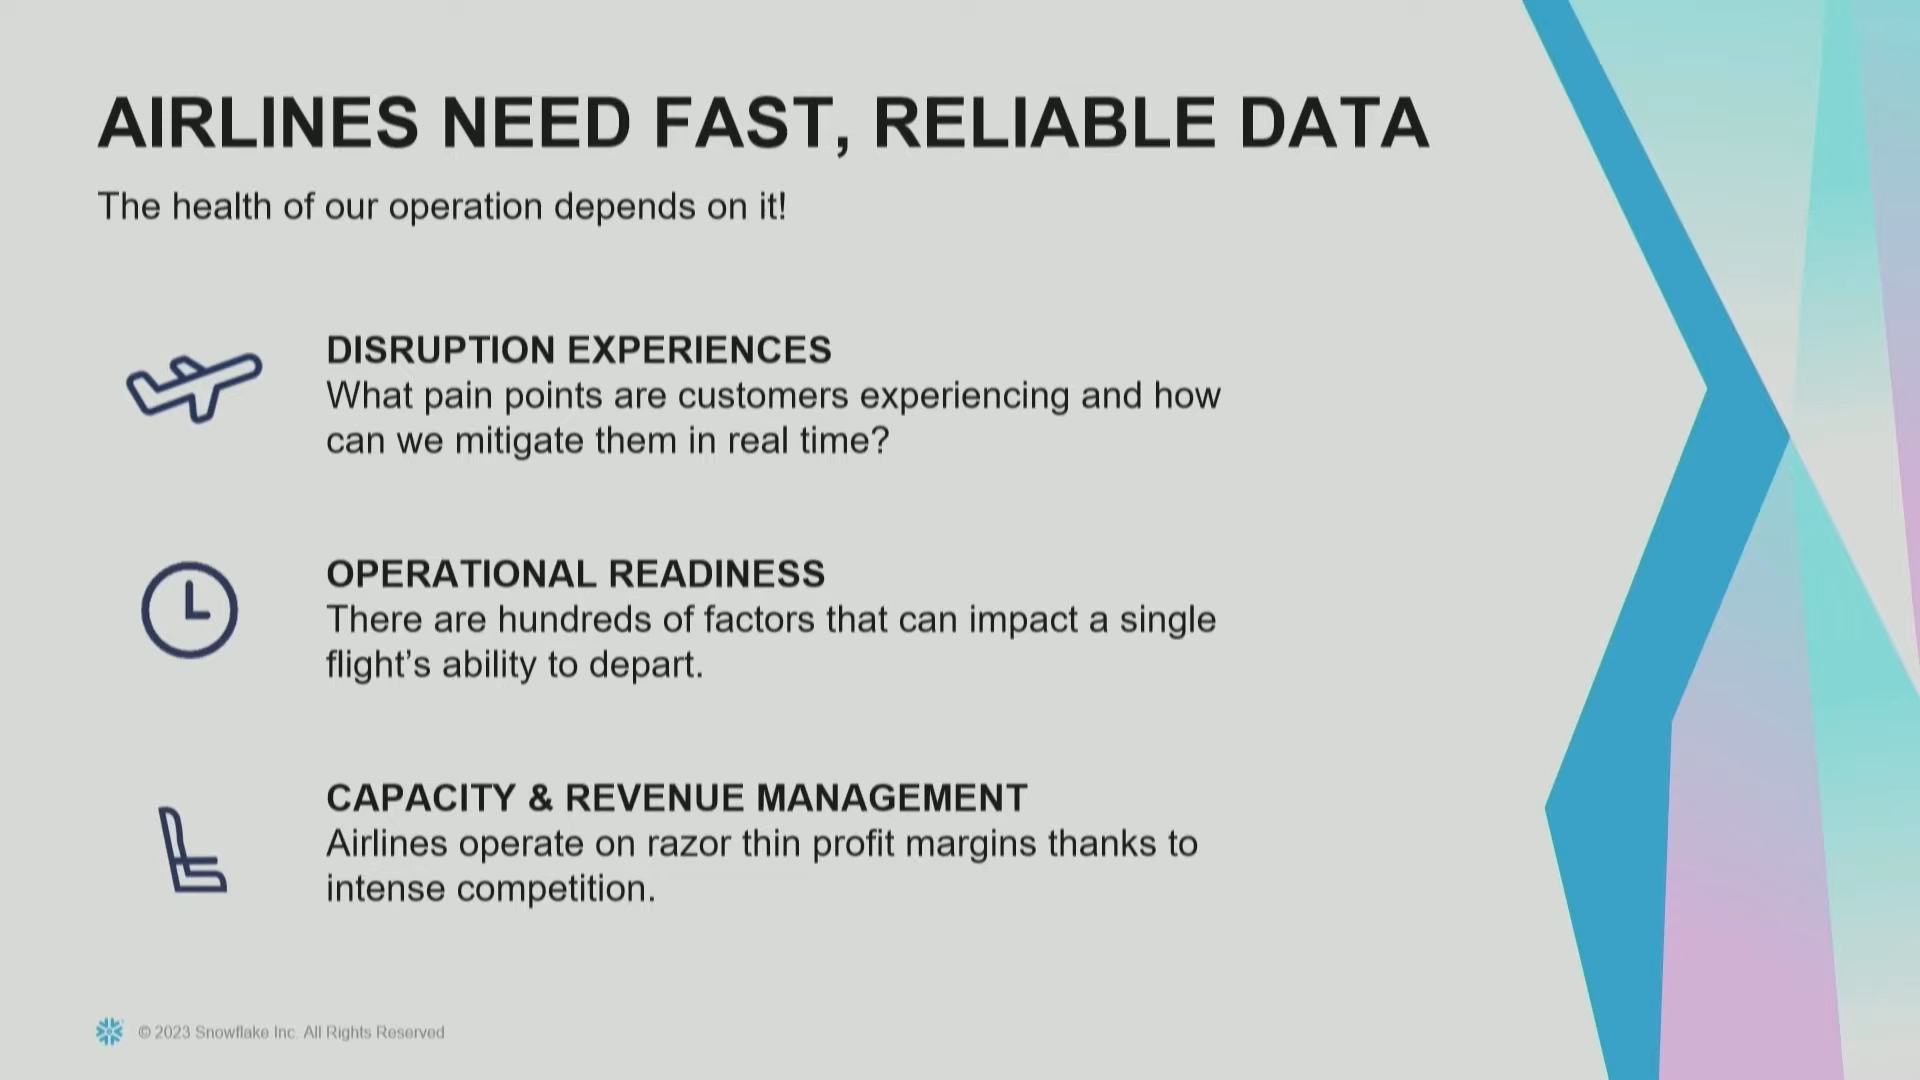 AIRLINES NEED FAST, RELIABLE DATA
The health of our operation depends on it!
DISRUPTION EXPERIENCES
What pain points are customers experiencing and how
can we mitigate them in real time?
OPERATIONAL READINESS
There are hundreds of factors that can impact a single
flight’s ability to depart.
CAPACITY & REVENUE MANAGEMENT
Airlines operate on razor thin profit margins thanks to
intense competition.
© 2023 Snowflake Inc. All Rights Reserved